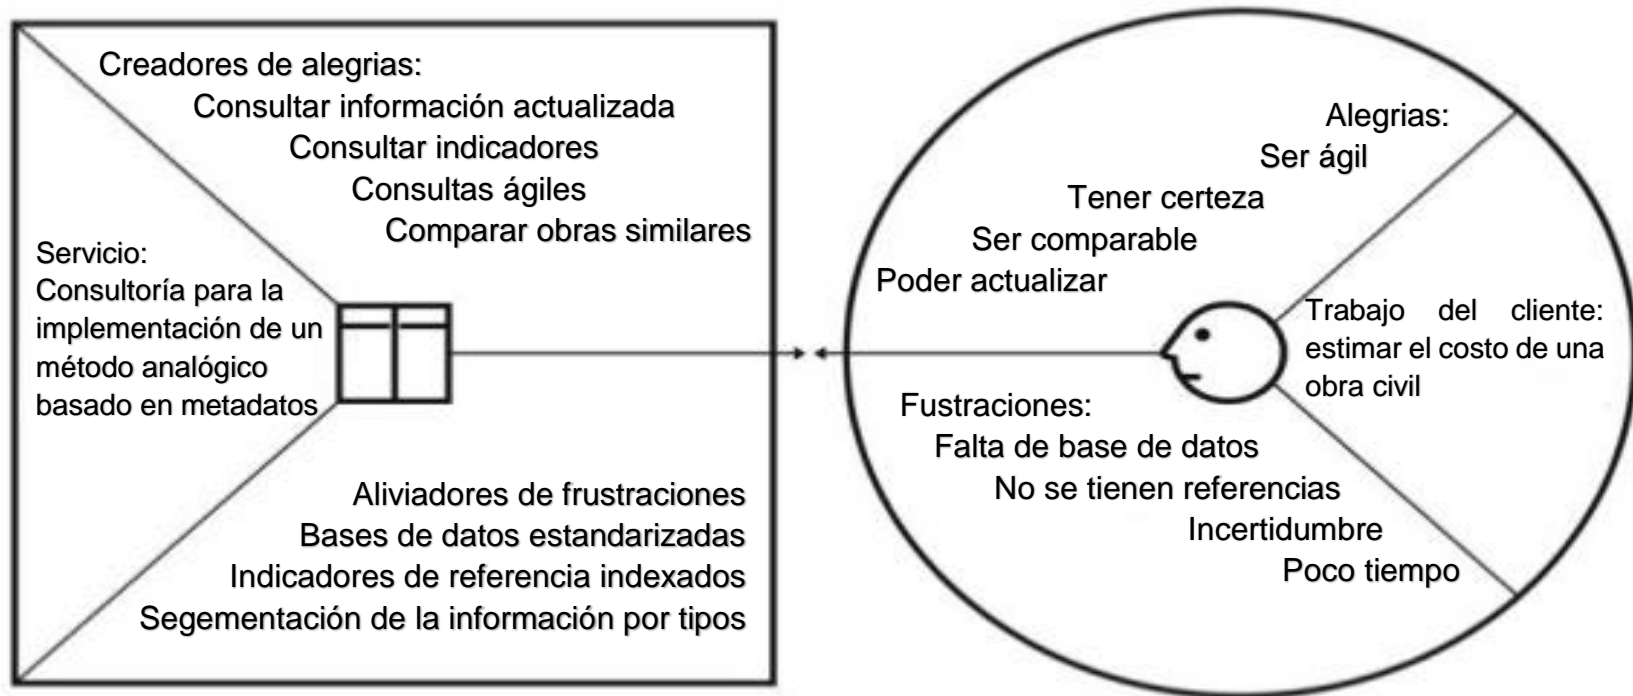 Creadores de alegrias:
Consultar información actualizada
Consultar indicadores
Consultas ágiles
Comparar obras similares
Servicio:
Consultoría para la
implementación de un
método analógico
basado en metadatos
Aliviadores de frustraciones
Bases de datos estandarizadas
Indicadores de referencia indexados
Segementación de la información por tipos
Alegrias:
Ser ágil
Tener certeza
Ser comparable
Poder actualizar
Trabajo del cliente:
estimar el costo de una
obra civil
Fustraciones:
Falta de base de datos
No se tienen referencias
Incertidumbre
Poco tiempo